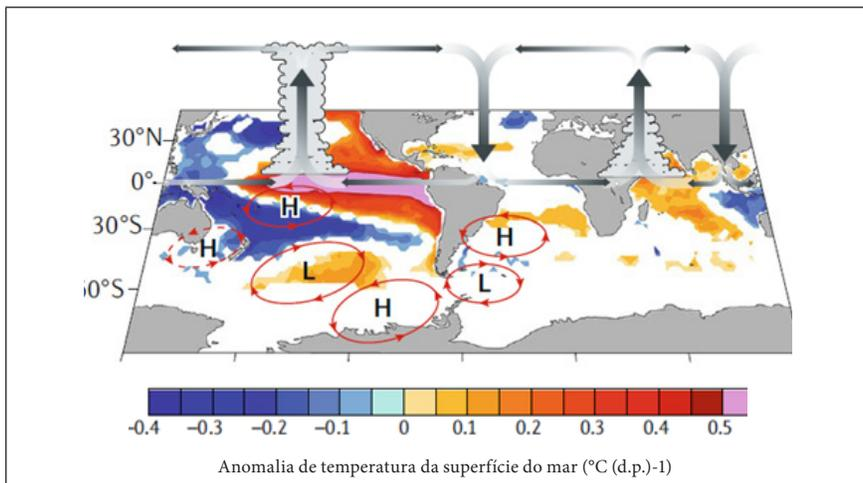 30°N
0°
H
30°S
H
H
L
L
60°S
H
-0.4 -0.3 -0.2 -0.1 0 0.1 0.2 0.3 0.4 0.5
Anomalia de temperatura da superfície do mar (°C (d.p.)-1)